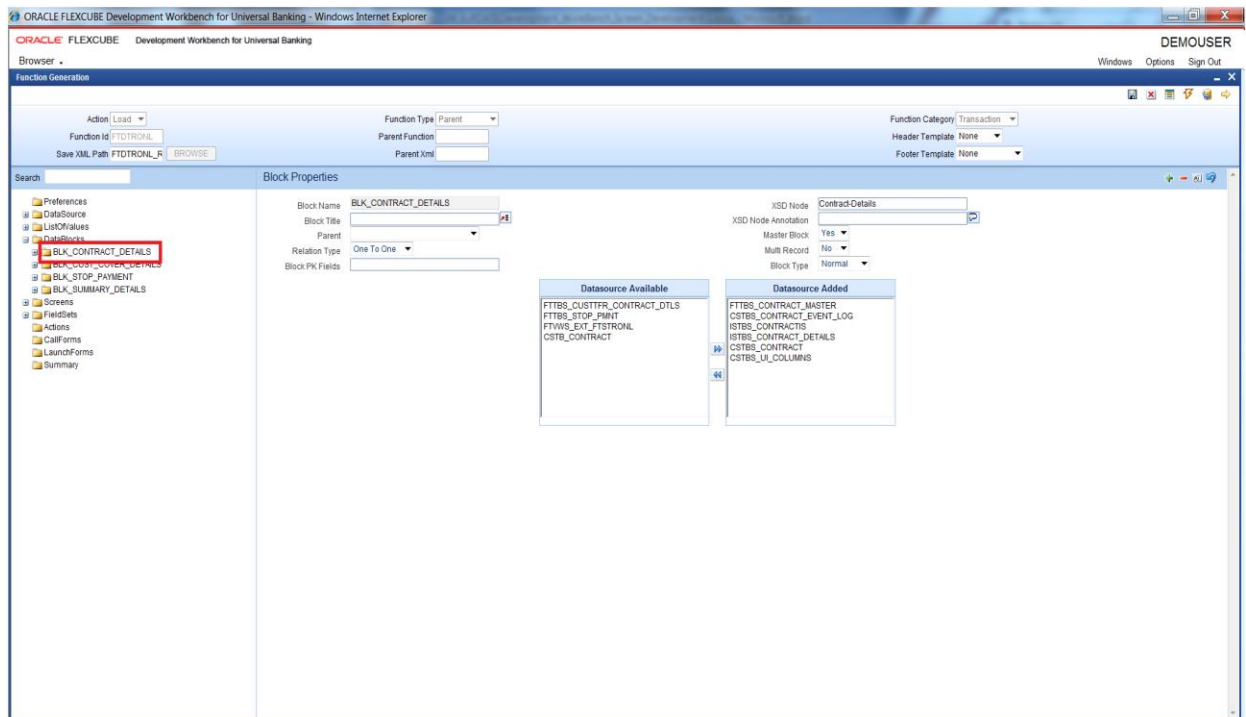 ORACLE FLEXCUBE Development Workbench for Universal Banking - Windows Internet Explorer
ORACLE FLEXCUBE Development Workbench for Universal Banking
DEMOUSER
Browser
Windows Options Sign Out
Function Generation
Action Load
Function Type Parent
Function Category Transaction
Function Id FTDTRONL
Parent Function
Header Template None
Save XML Path FTDTRONL_R BROWSE
Parent Xml
Footer Template None
Search
Block Properties
Preferences
DataSource
ListOfValues
DataBlocks
BLK_CONTRACT_DETAILS
BLK_CUST_COVER_DETAILS
BLK_STOP_PAYMENT
BLK_SUMMARY_DETAILS
Screens
FieldSets
Actions
CallForms
LaunchForms
Summary
Block Name BLK_CONTRACT_DETAILS
Block Title
Parent
Relation Type One To One
Block PK Fields
XSD Node Contract-Details
XSD Node Annotation
Master Block Yes
Multi Record No
Block Type Normal
Datasource Available
FTTBS_CUSTTFR_CONTRACT_DTLS
FTTBS_STOP_PMNT
FTVWS_EXT_FTSTRONL
CSTB_CONTRACT
Datasource Added
FTTBS_CONTRACT_MASTER
CSTBS_CONTRACT_EVENT_LOG
ISTBS_CONTRACTIS
ISTBS_CONTRACT_DETAILS
CSTBS_CONTRACT
CSTBS_UI_COLUMNS